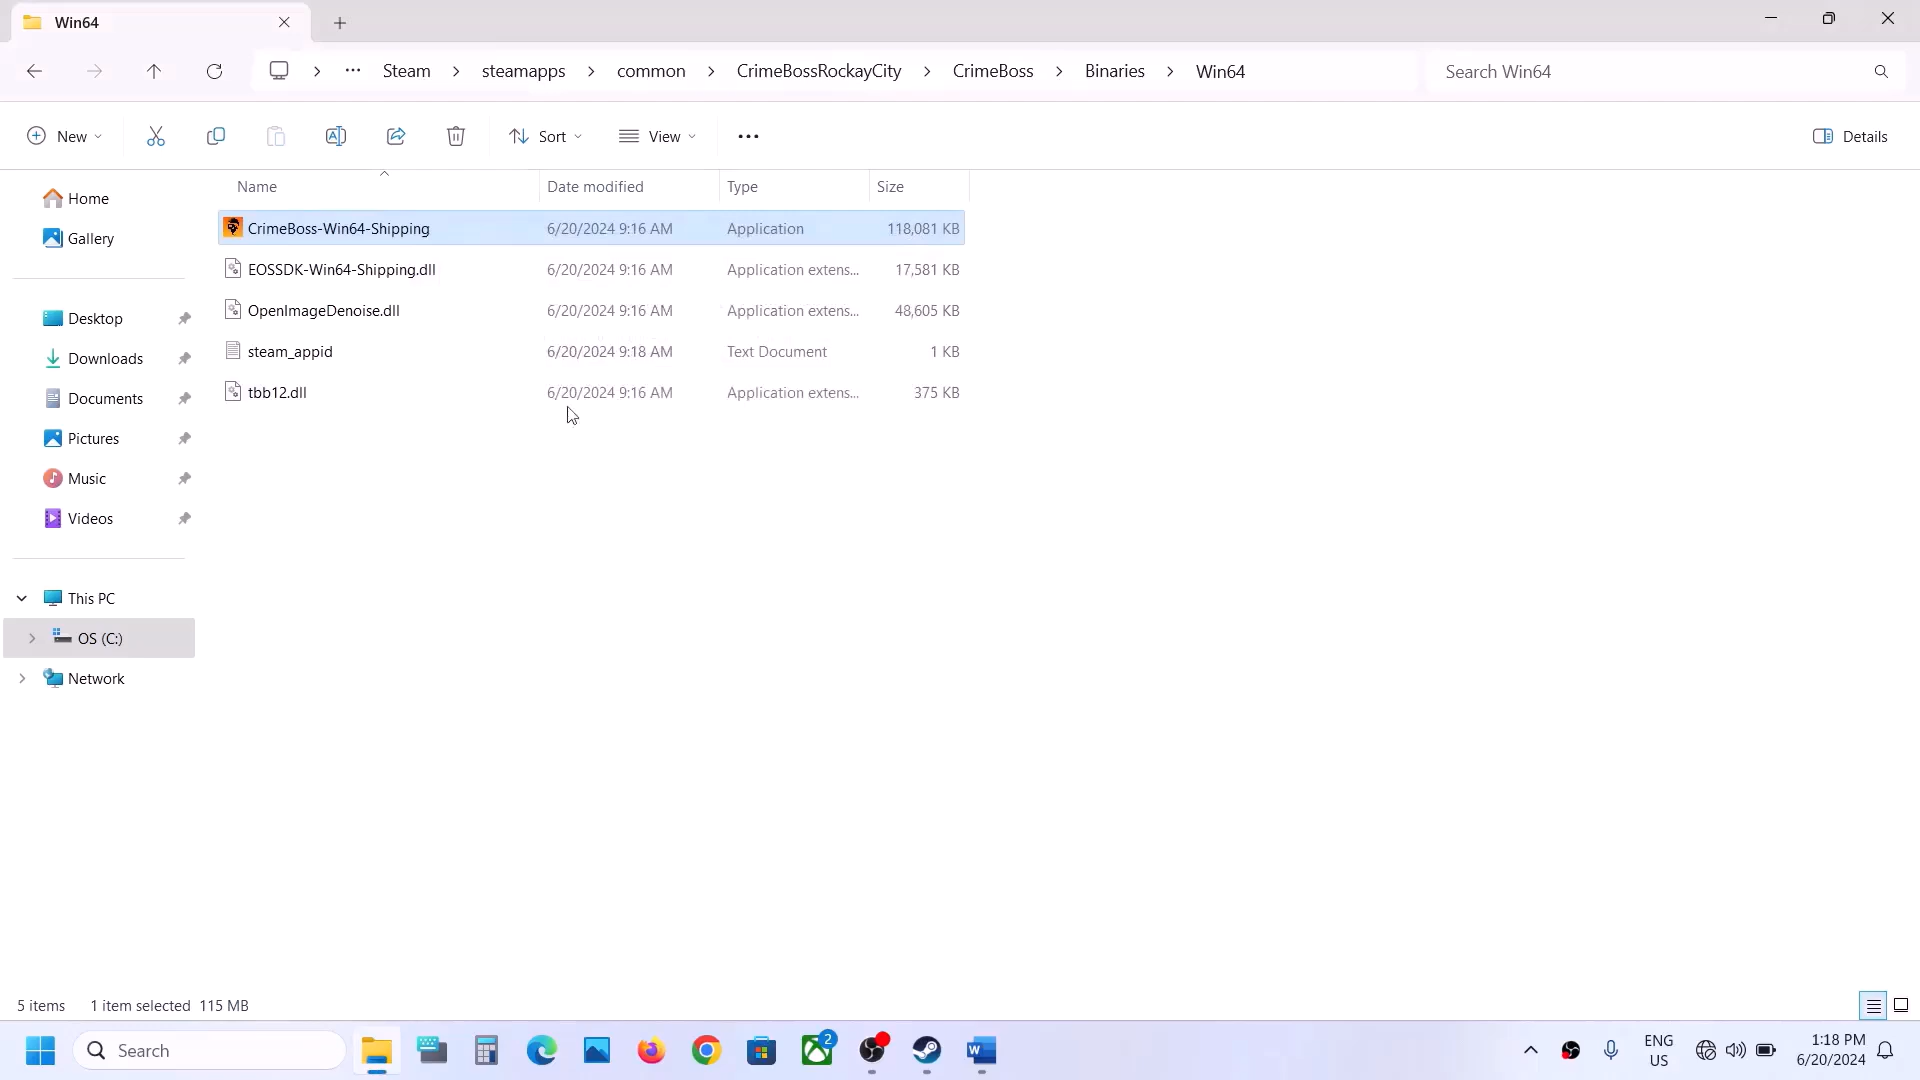 Win64
Steam steamapps common CrimeBossRockayCity CrimeBoss Binaries Win64
Search Win64
New Sort View Details
Name Date modified Type Size
CrimeBoss-Win64-Shipping 6/20/2024 9:16 AM Application 118,081 KB
EOSSDK-Win64-Shipping.dll 6/20/2024 9:16 AM Application extens... 17,581 KB
OpenImageDenoise.dll 6/20/2024 9:16 AM Application extens... 48,605 KB
steam_appid 6/20/2024 9:18 AM Text Document 1 KB
tbb12.dll 6/20/2024 9:16 AM Application extens... 375 KB
Home
Gallery
Desktop
Downloads
Documents
Pictures
Music
Videos
This PC
OS (C:)
Network
5 items 1 item selected 115 MB
Search
2
ENG
US
1:18 PM
6/20/2024